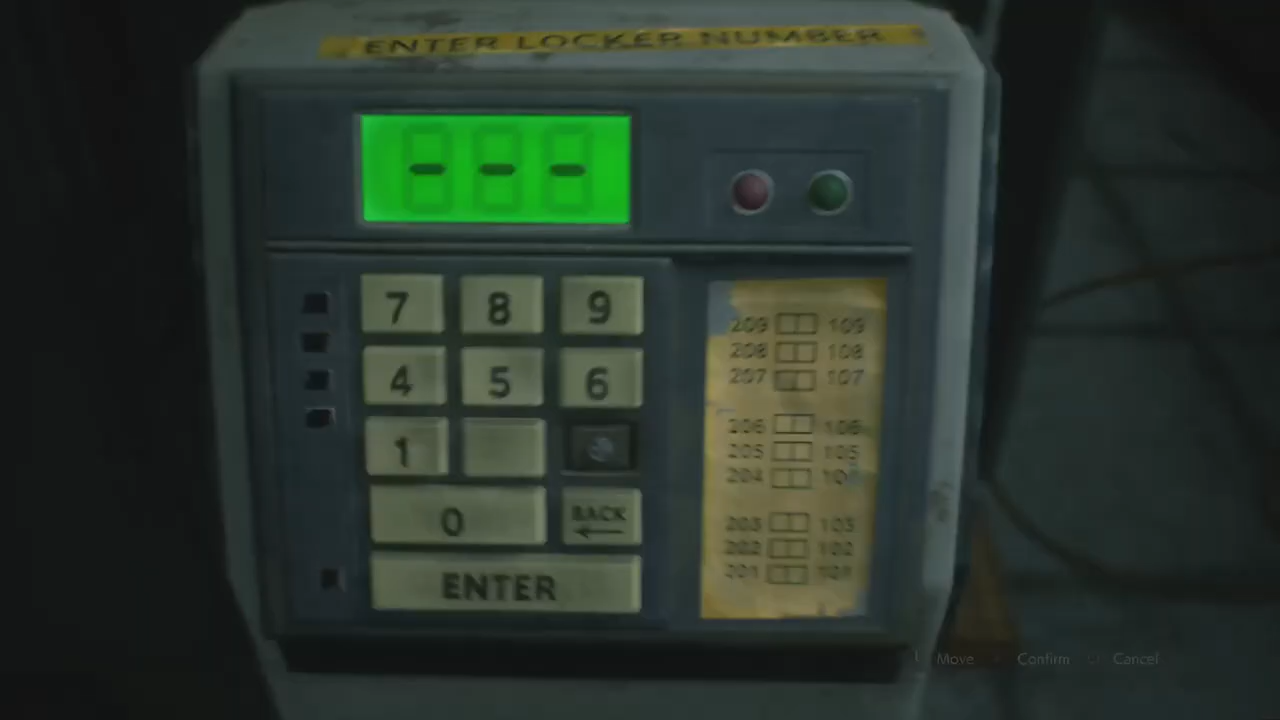 ENTER LOCKER NUMBER
---
7 8 9
4 5 6
1
0 BACK
ENTER
209 109
208 108
207 107
206 106
205 105
204
203 103
202 102
201 101
Move Confirm Cancel